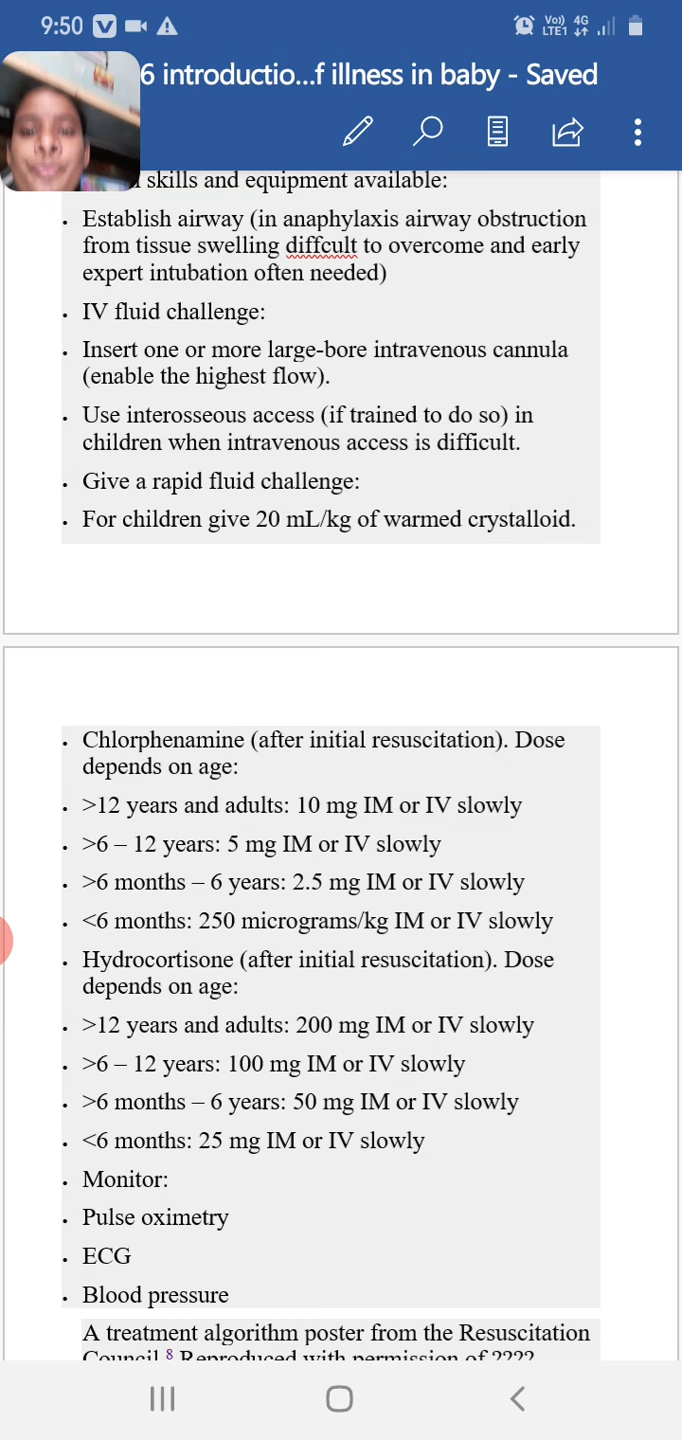 9:50
Vo)) 4G
LTE1
6 introductio...f illness in baby - Saved
skills and equipment available:
• Establish airway (in anaphylaxis airway obstruction
from tissue swelling diffcult to overcome and early
expert intubation often needed)
• IV fluid challenge:
• Insert one or more large-bore intravenous cannula
(enable the highest flow).
• Use interosseous access (if trained to do so) in
children when intravenous access is difficult.
• Give a rapid fluid challenge:
• For children give 20 mL/kg of warmed crystalloid.
• Chlorphenamine (after initial resuscitation). Dose
depends on age:
• >12 years and adults: 10 mg IM or IV slowly
• >6 – 12 years: 5 mg IM or IV slowly
• >6 months – 6 years: 2.5 mg IM or IV slowly
• <6 months: 250 micrograms/kg IM or IV slowly
• Hydrocortisone (after initial resuscitation). Dose
depends on age:
• >12 years and adults: 200 mg IM or IV slowly
• >6 – 12 years: 100 mg IM or IV slowly
• >6 months – 6 years: 50 mg IM or IV slowly
• <6 months: 25 mg IM or IV slowly
• Monitor:
• Pulse oximetry
• ECG
• Blood pressure
A treatment algorithm poster from the Resuscitation
Council.8 Reproduced with permission of ????